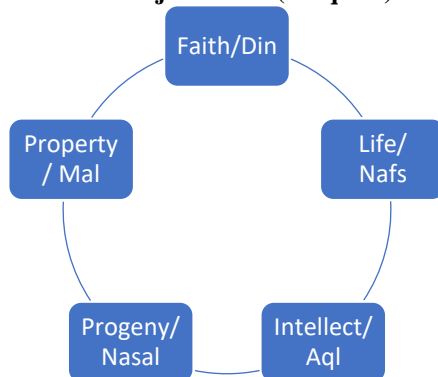 Faith/Din
Life/
Nafs
Intellect/
Aql
Progeny/
Nasal
Property
/ Mal